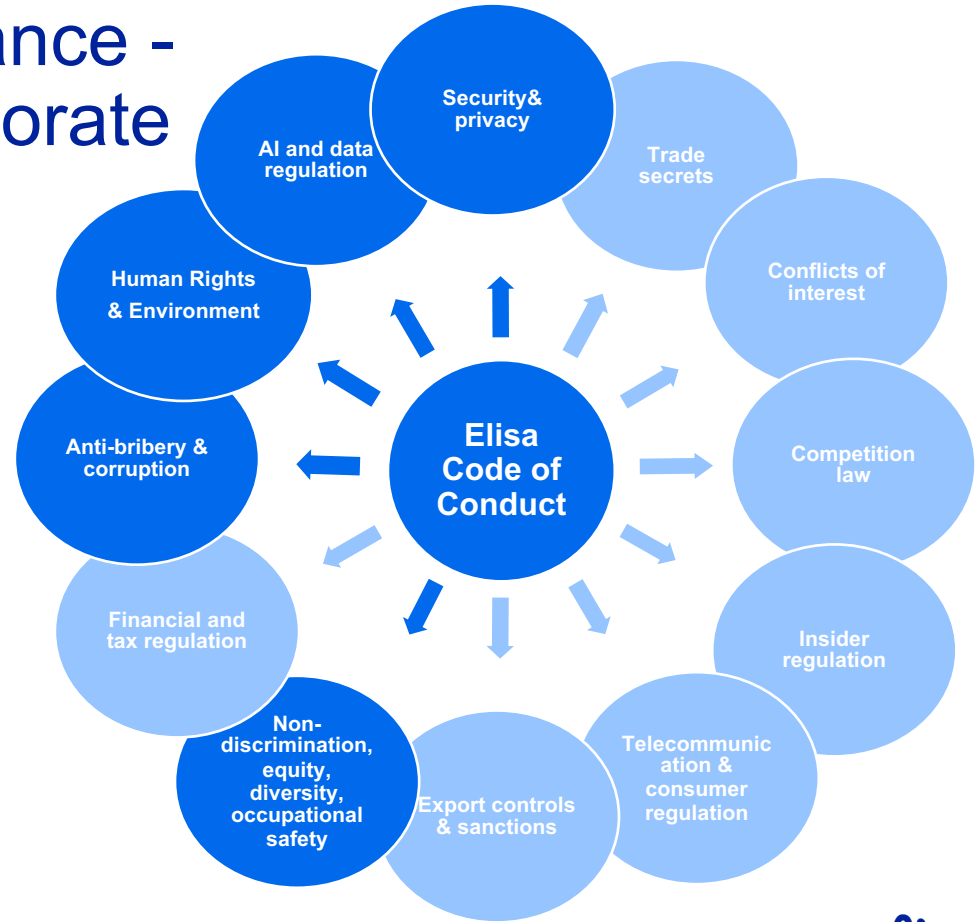 ance -
orate
Security&
privacy
Trade
secrets
Conflicts of
interest
Competition
law
Insider
regulation
Telecommunic
ation &
consumer
regulation
Export controls
& sanctions
Non-
discrimination,
equity,
diversity,
occupational
safety
Financial and
tax regulation
Anti-bribery &
corruption
Human Rights
& Environment
AI and data
regulation
Elisa
Code of
Conduct